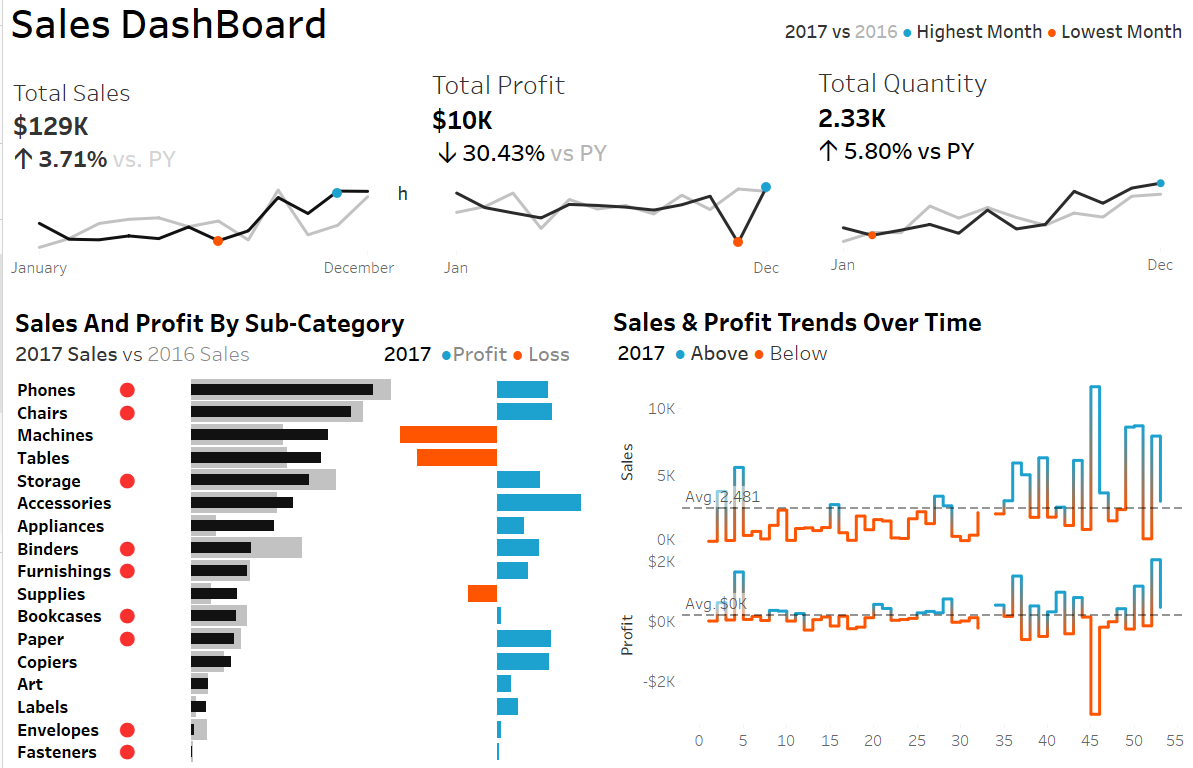 Sales DashBoard
2017 vs 2016 ● Highest Month ● Lowest Month
Total Sales
$129K
↑ 3.71% vs. PY
January
December
h
Total Profit
$10K
↓ 30.43% vs PY
Jan
Dec
Total Quantity
2.33K
↑ 5.80% vs PY
Jan
Dec
Sales And Profit By Sub-Category
2017 Sales vs 2016 Sales
2017 ●Profit ● Loss
Phones
Chairs
Machines
Tables
Storage
Accessories
Appliances
Binders
Furnishings
Supplies
Bookcases
Paper
Copiers
Art
Labels
Envelopes
Fasteners
Sales & Profit Trends Over Time
2017 ● Above ● Below
Sales
10K
5K
0K
Avg. 2,481
Profit
$2K
$0K
-$2K
Avg. $0K
0 5 10 15 20 25 30 35 40 45 50 55